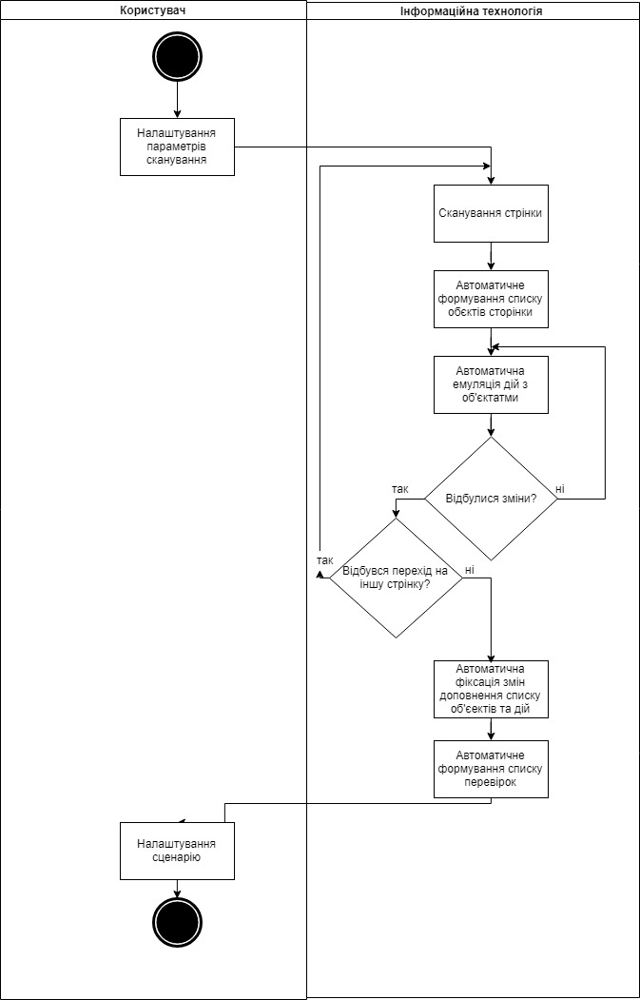 Користувач
Інформаційна технологія
Налаштування
параметрів
сканування
Сканування стрінки
Автоматичне
формування списку
обєктів сторінки
Автоматична
емуляція дій з
об'єктатми
Відбулися зміни?
так
ні
Відбувся перехід на
іншу стрінку?
так
ні
Автоматична
фіксація змін
доповнення списку
об'єектів та дій
Автоматичне
формування списку
перевірок
Налаштування
сценарію